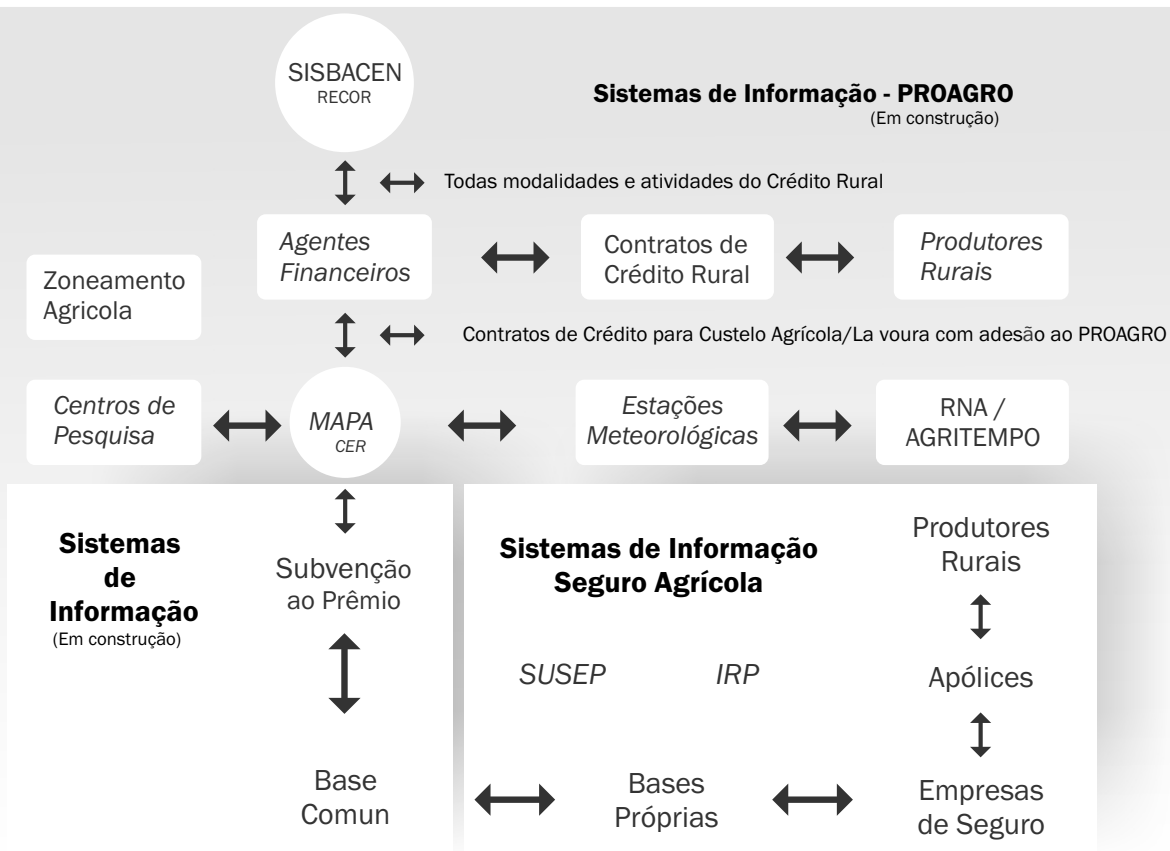 SISBACEN
RECOR
Sistemas de Informação - PROAGRO
(Em construção)
Todas modalidades e atividades do Crédito Rural
Agentes
Financeiros
Contratos de
Crédito Rural
Produtores
Rurais
Zoneamento
Agricola
Contratos de Crédito para Custelo Agrícola/La voura com adesão ao PROAGRO
Centros de
Pesquisa
MAPA
CER
Estações
Meteorológicas
RNA /
AGRITEMPO
Sistemas
de
Informação
(Em construção)
Subvenção
ao Prêmio
Base
Comun
Sistemas de Informação
Seguro Agrícola
SUSEP
IRP
Bases
Próprias
Produtores
Rurais
Apólices
Empresas
de Seguro